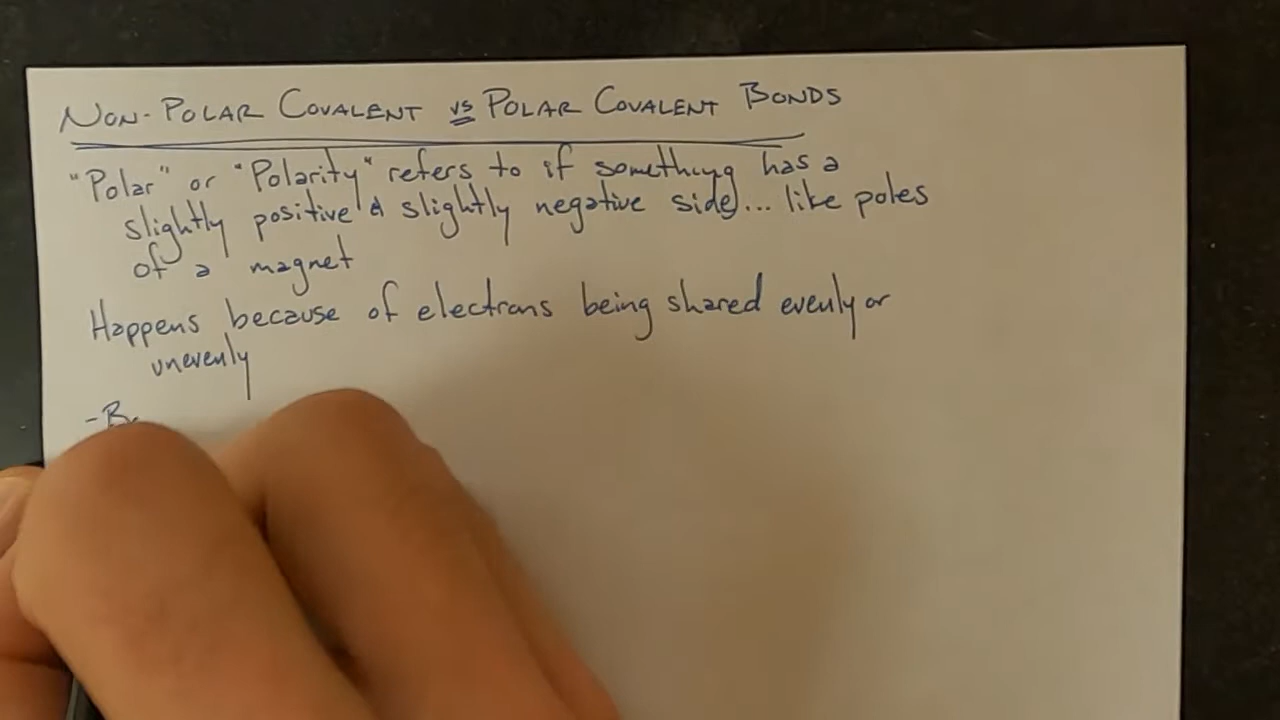 NON-POLAR COVALENT vs POLAR COVALENT BONDS
"Polar" or "Polarity" refers to if something has a
slightly positive & slightly negative side... like poles
of a magnet
Happens because of electrons being shared evenly or
unevenly